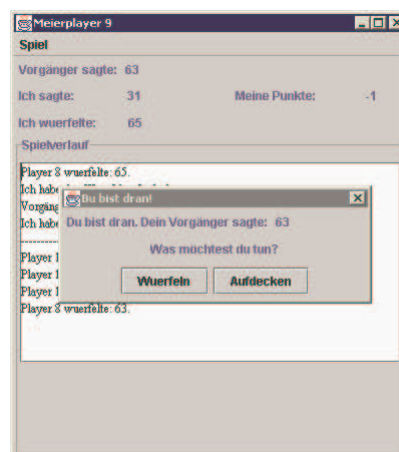 Meierplayer 9
Spiel
Vorgänger sagte: 63
Ich sagte: 31 Meine Punkte: -1
Ich wuerfelte: 65
Spielverlauf
Player 8 wuerfelte: 65.
Ich habe
Du bist dran!
Vorgäng
Ich habe
Du bist dran. Dein Vorgänger sagte: 63
Was möchtest du tun?
Player 1
Player 1
Wuerfeln Aufdecken
Player 1
Player 8 wuerfelte: 63.